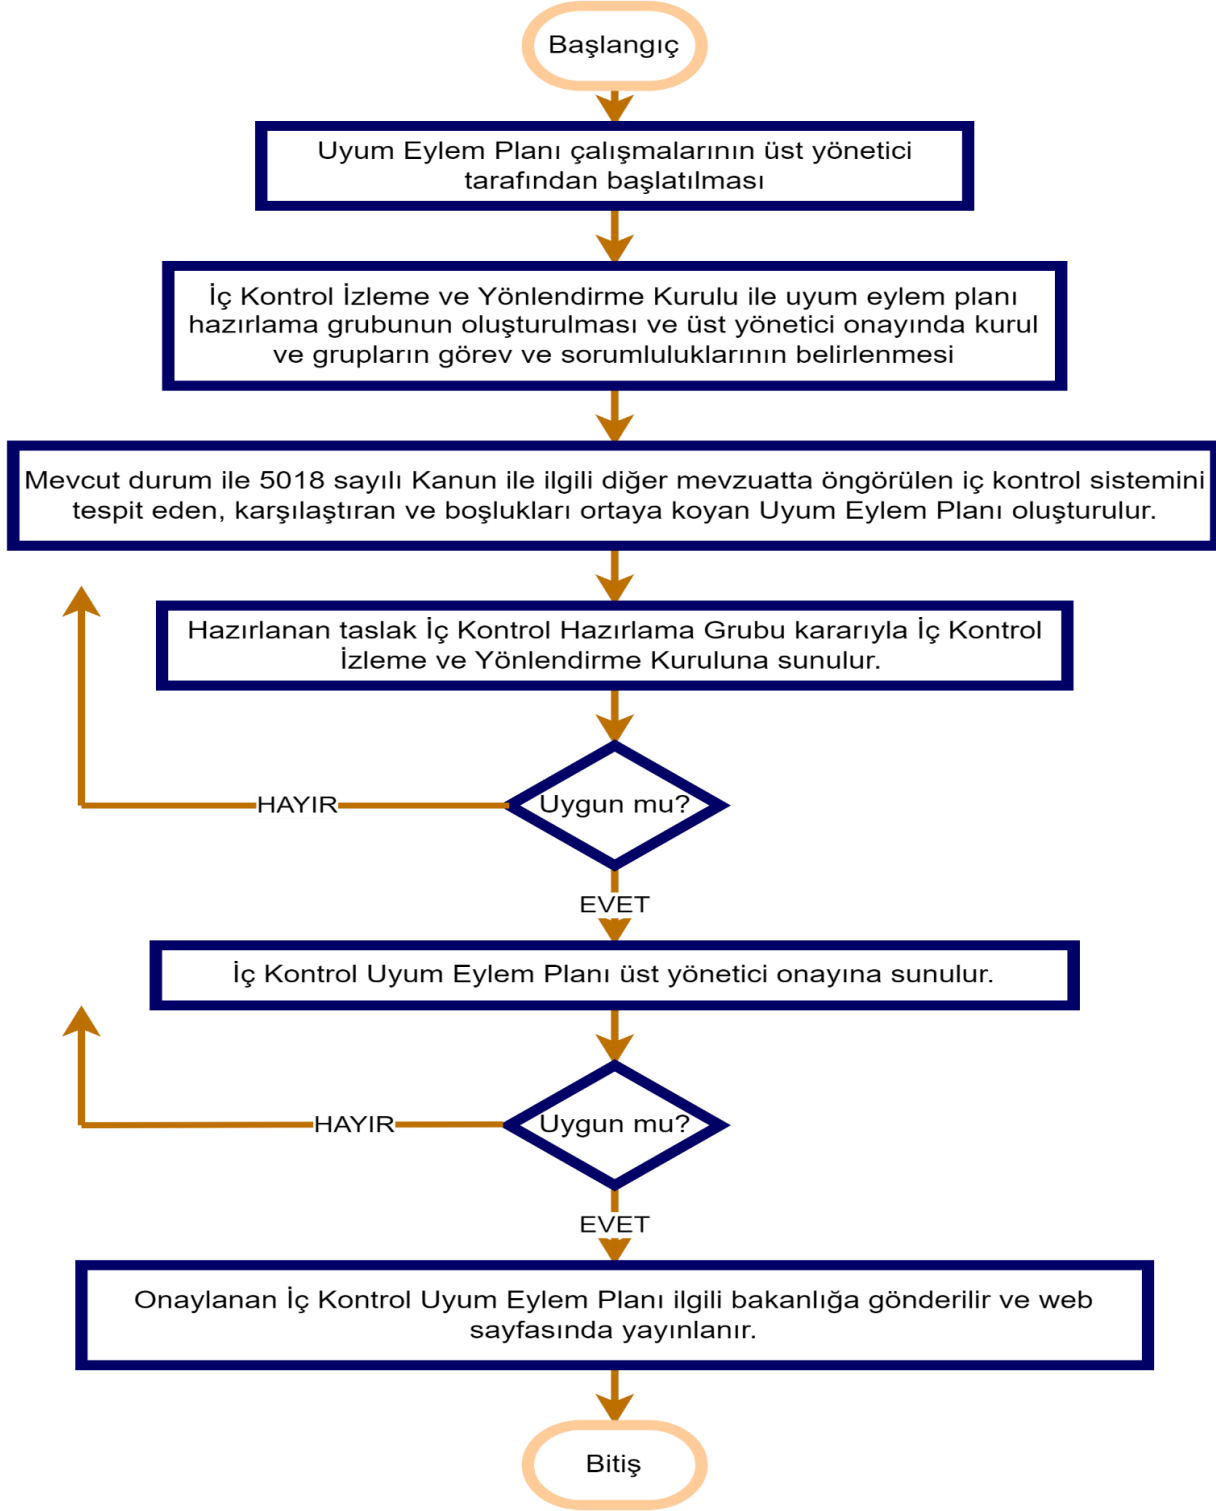 Başlangıç
Uyum Eylem Planı çalışmalarının üst yönetici
tarafından başlatılması
İç Kontrol İzleme ve Yönlendirme Kurulu ile uyum eylem planı
hazırlama grubunun oluşturulması ve üst yönetici onayında kurul
ve grupların görev ve sorumluluklarının belirlenmesi
Mevcut durum ile 5018 sayılı Kanun ile ilgili diğer mevzuatta öngörülen iç kontrol sistemini
tespit eden, karşılaştıran ve boşlukları ortaya koyan Uyum Eylem Planı oluşturulur.
Hazırlanan taslak İç Kontrol Hazırlama Grubu kararıyla İç Kontrol
İzleme ve Yönlendirme Kuruluna sunulur.
Uygun mu?
HAYIR
EVET
İç Kontrol Uyum Eylem Planı üst yönetici onayına sunulur.
Uygun mu?
HAYIR
EVET
Onaylanan İç Kontrol Uyum Eylem Planı ilgili bakanlığa gönderilir ve web
sayfasında yayınlanır.
Bitiş